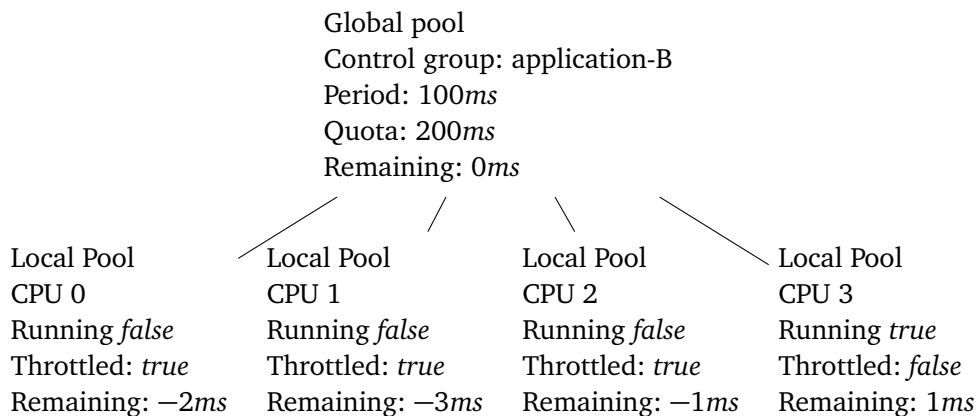 Global pool
Control group: application-B
Period: 100ms
Quota: 200ms
Remaining: 0ms
Local Pool
CPU 0
Running false
Throttled: true
Remaining: −2ms
Local Pool
CPU 1
Running false
Throttled: true
Remaining: −3ms
Local Pool
CPU 2
Running false
Throttled: true
Remaining: −1ms
Local Pool
CPU 3
Running true
Throttled: false
Remaining: 1ms